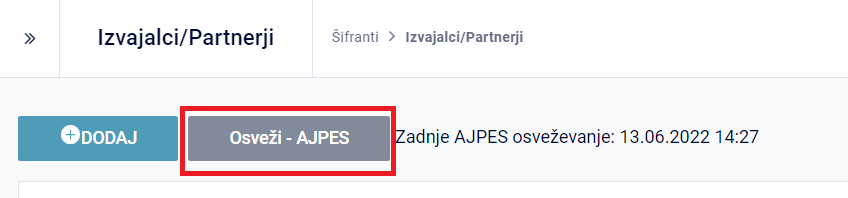 » Izvajalci/Partnerji Šifranti > Izvajalci/Partnerji
DODAJ Osveži - AJPES Zadnje AJPES osveževanje: 13.06.2022 14:27